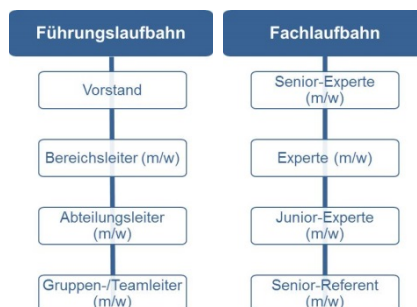 Führungslaufbahn
Vorstand
Bereichsleiter (m/w)
Abteilungsleiter
(m/w)
Gruppen-/Teamleiter
(m/w)
Fachlaufbahn
Senior-Experte
(m/w)
Experte (m/w)
Junior-Experte
(m/w)
Senior-Referent
(m/w)